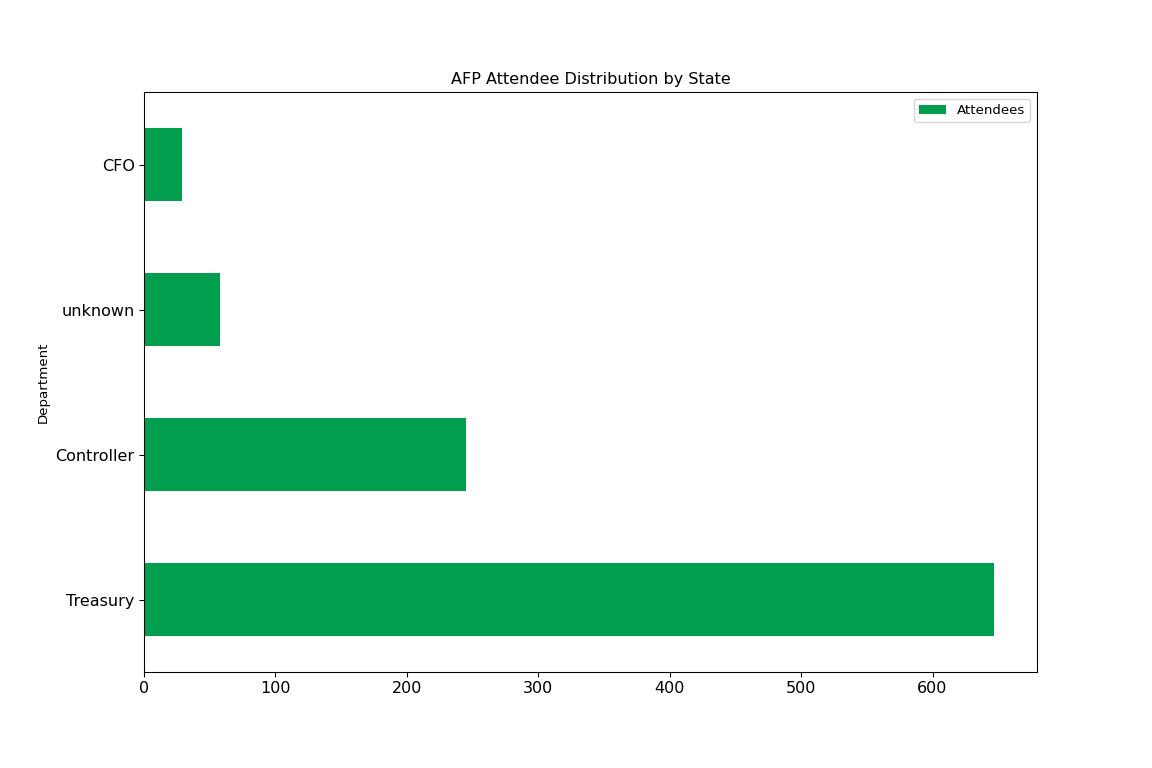 AFP Attendee Distribution by State
Attendees
CFO
unknown
Controller
Treasury
Department
0 100 200 300 400 500 600